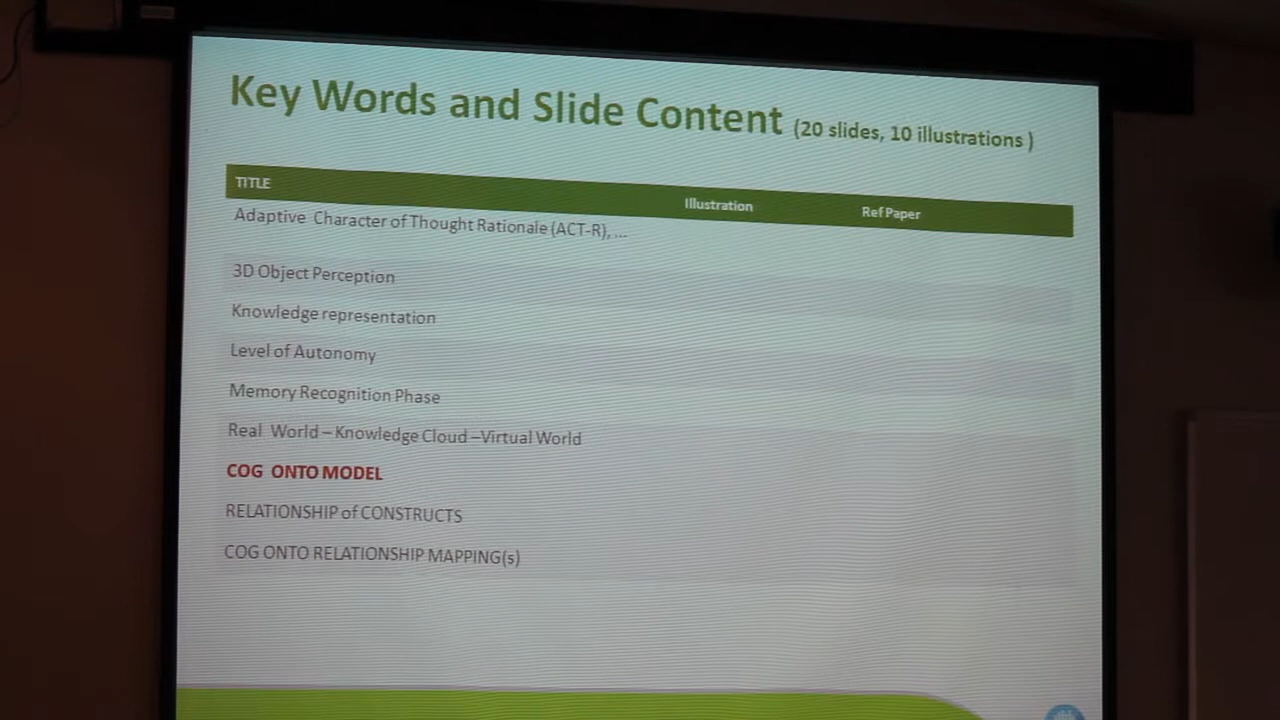 Key Words and Slide Content (20 slides, 10 illustrations )
TITLE Illustration Ref Paper
Adaptive Character of Thought Rationale (ACT-R), ...
3D Object Perception
Knowledge representation
Level of Autonomy
Memory Recognition Phase
Real World – Knowledge Cloud –Virtual World
COG ONTO MODEL
RELATIONSHIP of CONSTRUCTS
COG ONTO RELATIONSHIP MAPPING(s)